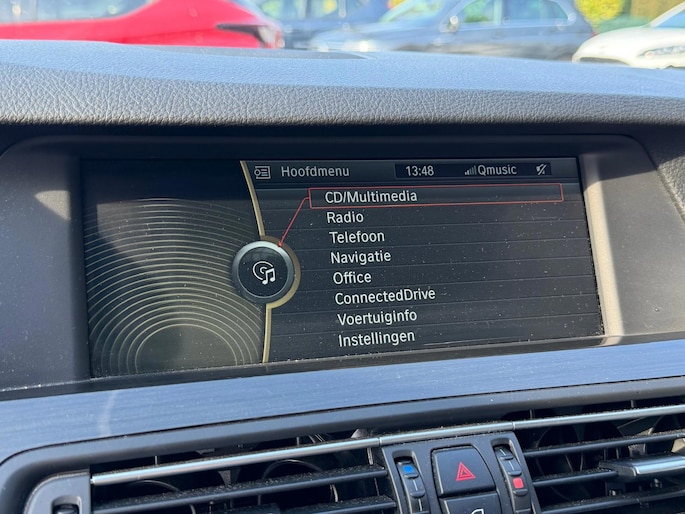 Hoofdmenu 13:48 Qmusic
CD/Multimedia
Radio
Telefoon
Navigatie
Office
ConnectedDrive
Voertuiginfo
Instellingen